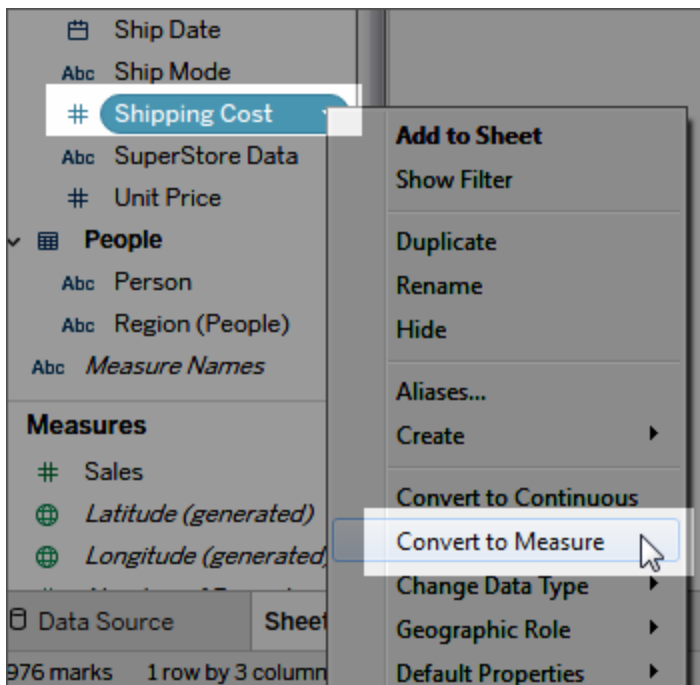 Ship Date
Abc Ship Mode
# Shipping Cost
Abc SuperStore Data
# Unit Price
People
Abc Person
Abc Region (People)
Abc Measure Names
Measures
# Sales
Latitude (generated)
Longitude (generated)
Data Source
Sheet
976 marks
1 row by 3 column
Add to Sheet
Show Filter
Duplicate
Rename
Hide
Aliases...
Create
Convert to Continuous
Convert to Measure
Change Data Type
Geographic Role
Default Properties